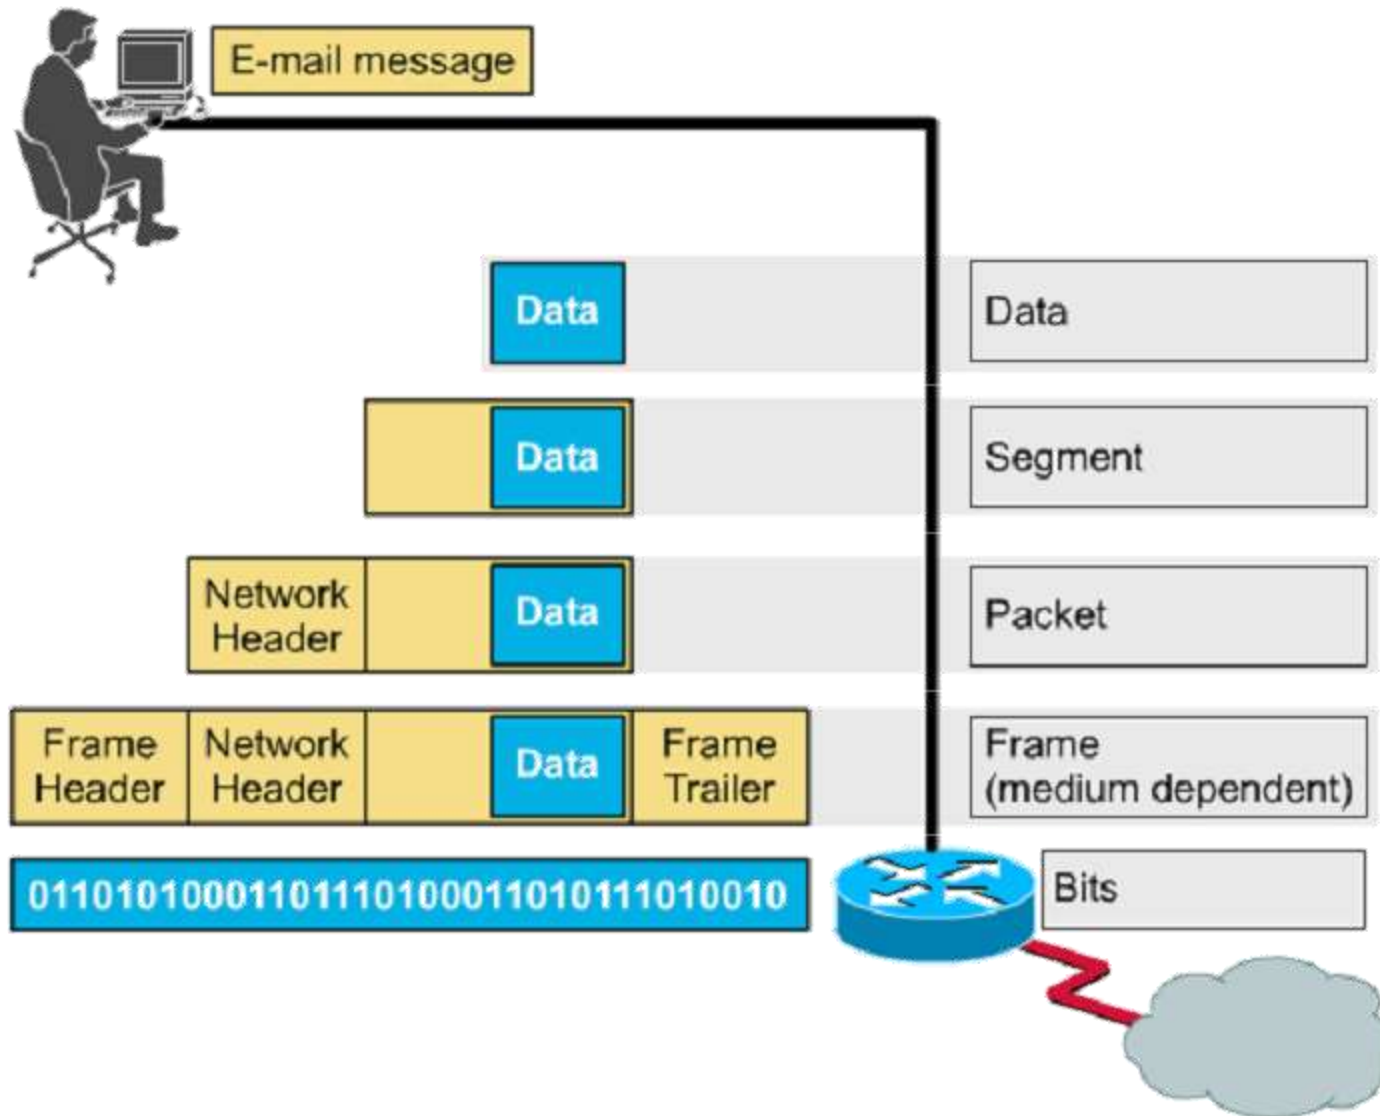 E-mail message
Data
Data
Data
Segment
Network
Header
Data
Packet
Frame
Header
Network
Header
Data
Frame
Trailer
Frame
(medium dependent)
0110101000110111010001101011101001​0
Bits